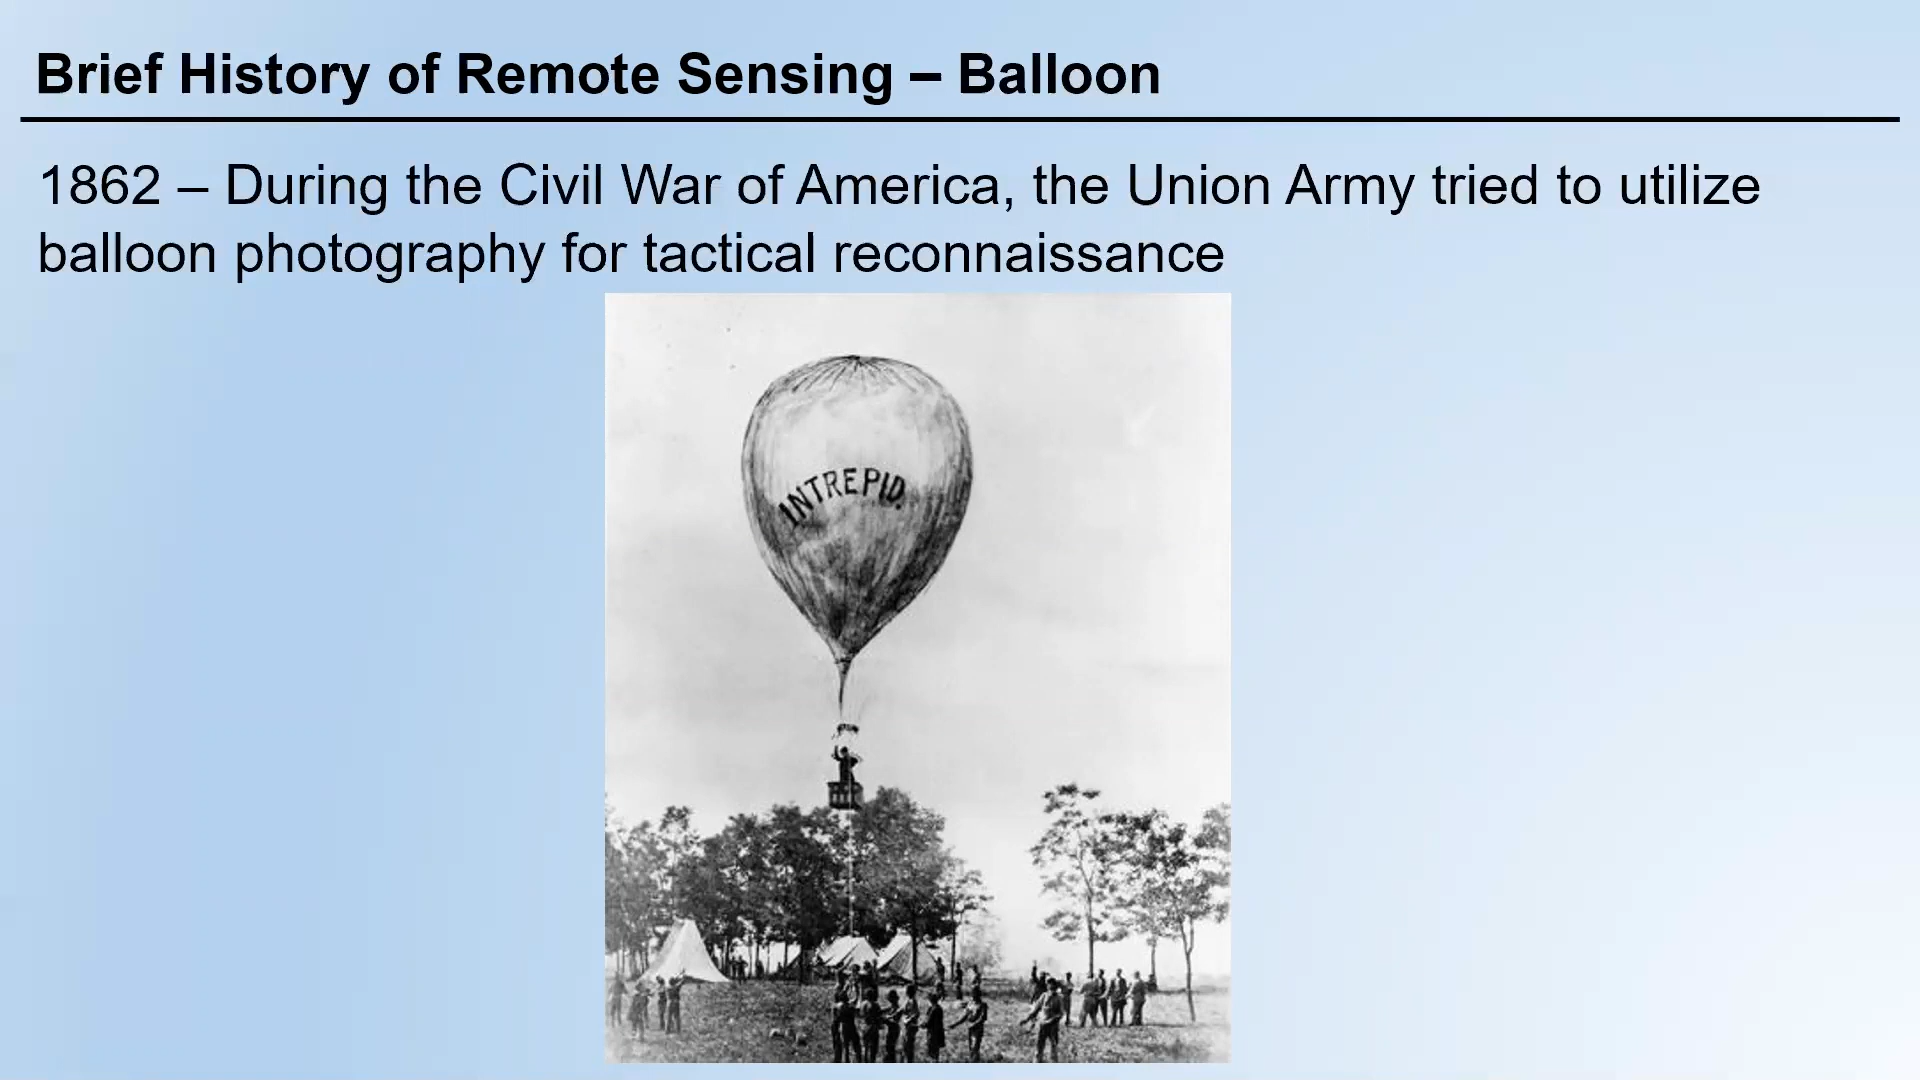 Brief History of Remote Sensing – Balloon
1862 – During the Civil War of America, the Union Army tried to utilize
balloon photography for tactical reconnaissance
INTREPID.